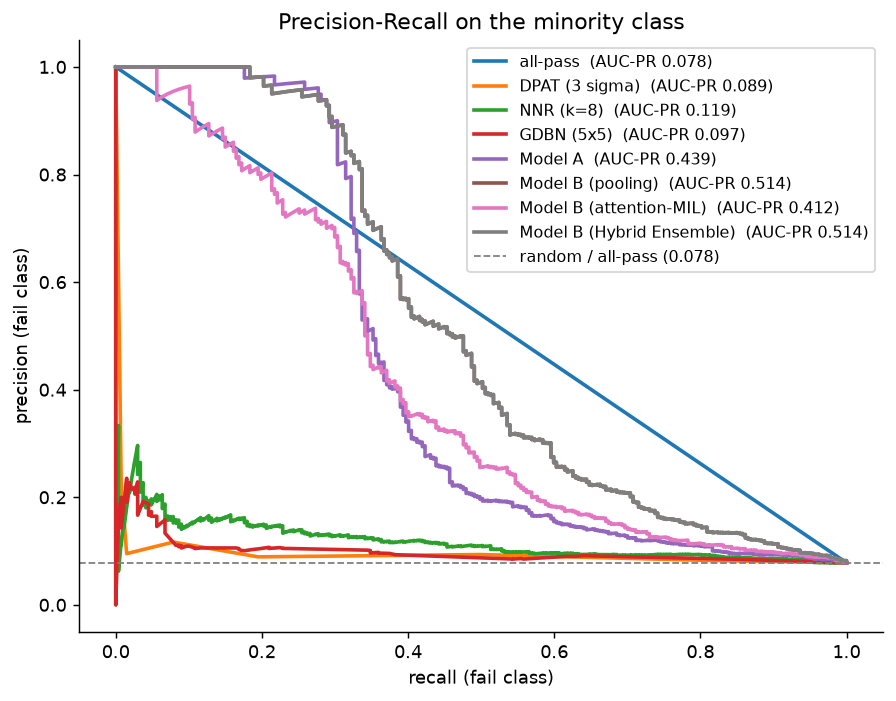 Precision-Recall on the minority class
all-pass (AUC-PR 0.078)
DPAT (3 sigma) (AUC-PR 0.089)
NNR (k=8) (AUC-PR 0.119)
GDBN (5x5) (AUC-PR 0.097)
Model A (AUC-PR 0.439)
Model B (pooling) (AUC-PR 0.514)
Model B (attention-MIL) (AUC-PR 0.412)
Model B (Hybrid Ensemble) (AUC-PR 0.514)
random / all-pass (0.078)
precision (fail class)
1.0
0.8
0.6
0.4
0.2
0.0
0.0 0.2 0.4 0.6 0.8 1.0
recall (fail class)